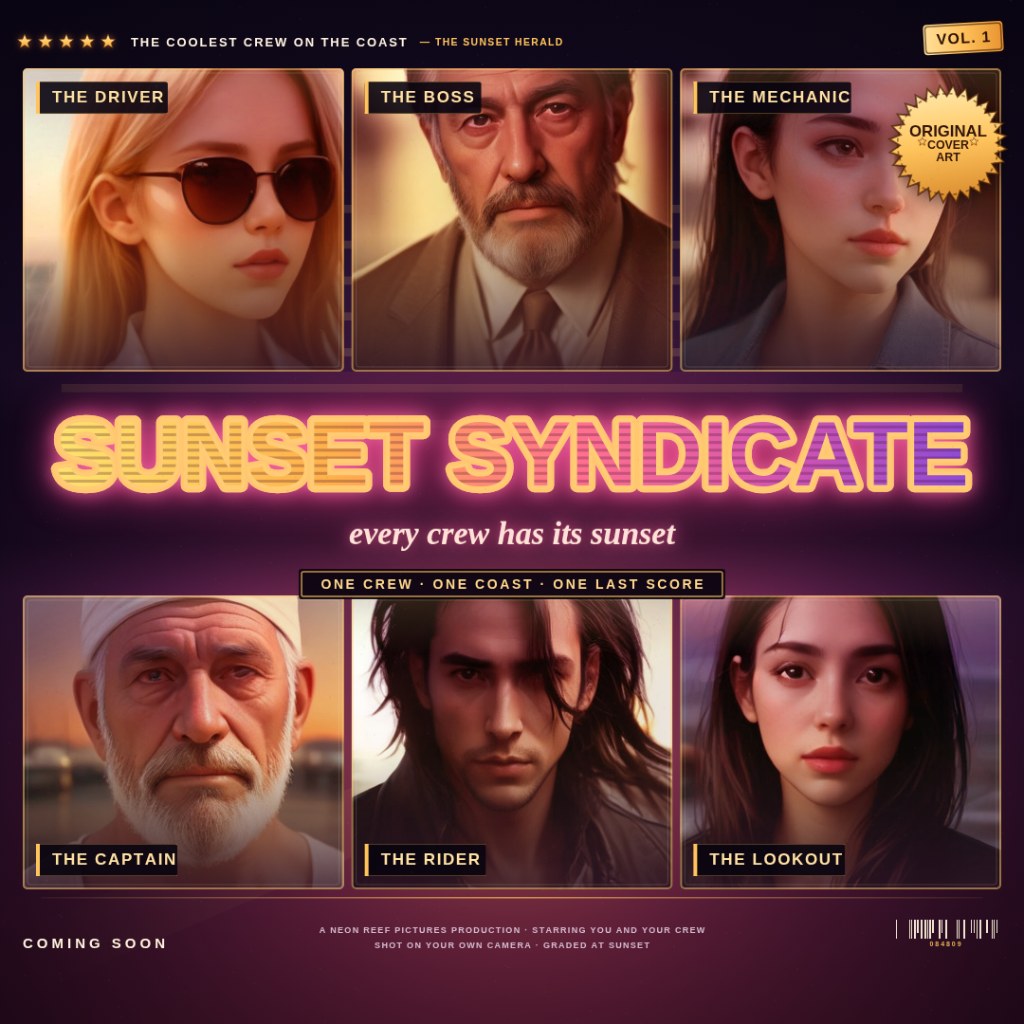 ★★★★★ THE COOLEST CREW ON THE COAST — THE SUNSET HERALD
VOL. 1
THE DRIVER
THE BOSS
THE MECHANIC
ORIGINAL
☆COVER☆
ART
SUNSET SYNDICATE
every crew has its sunset
ONE CREW · ONE COAST · ONE LAST SCORE
THE CAPTAIN
THE RIDER
THE LOOKOUT
COMING SOON
A NEON REEF PICTURES PRODUCTION · STARRING YOU AND YOUR CREW
SHOT ON YOUR OWN CAMERA · GRADED AT SUNSET
084809